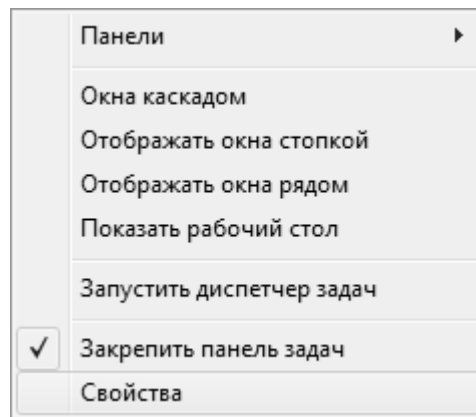 Панели
Окна каскадом
Отображать окна стопкой
Отображать окна рядом
Показать рабочий стол
Запустить диспетчер задач
Закрепить панель задач
Свойства